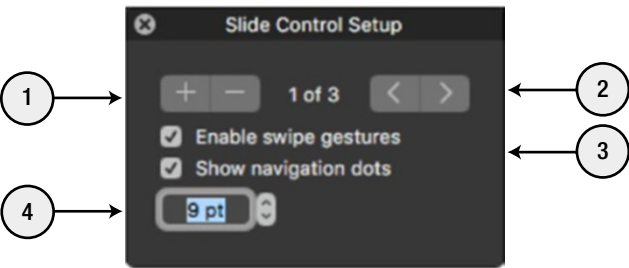 Slide Control Setup
1
+ − 1 of 3 < >
2
Enable swipe gestures
3
Show navigation dots
4
9 pt